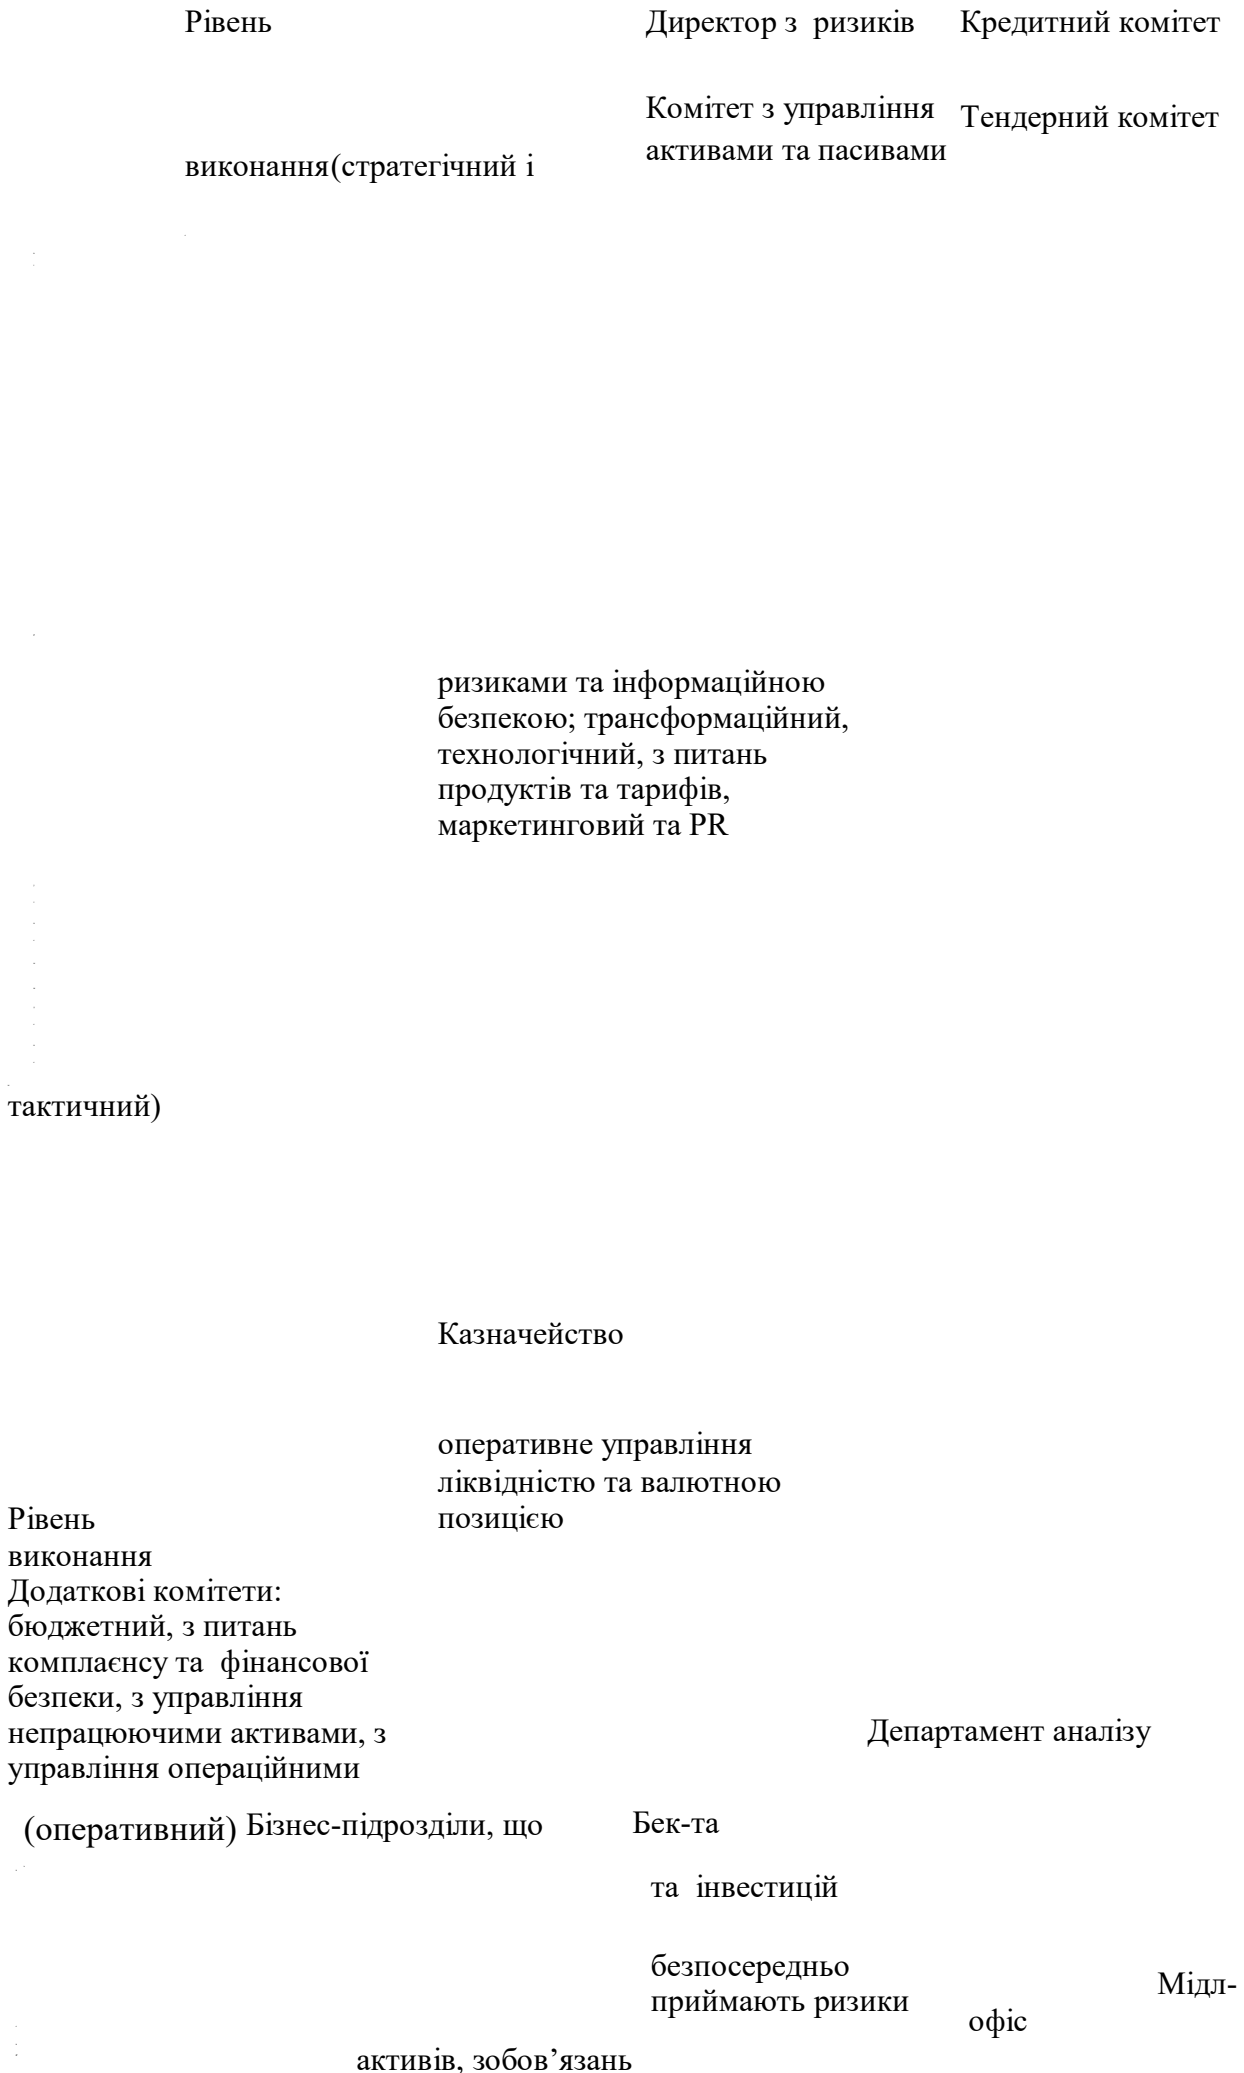 Рівень
Директор з ризиків
Кредитний комітет
Комітет з управління
активами та пасивами
Тендерний комітет
виконання(стратегічний і
ризиками та інформаційною
безпекою; трансформаційний,
технологічний, з питань
продуктів та тарифів,
маркетинговий та PR
тактичний)
Казначейство
оперативне управління
ліквідністю та валютною
позицією
Рівень
виконання
Додаткові комітети:
бюджетний, з питань
комплаєнсу та фінансової
безпеки, з управління
непрацюючими активами, з
управління операційними
Департамент аналізу
(оперативний)
Бізнес-підрозділи, що
Бек-та
та інвестицій
безпосередньо
приймають ризики
Мідл-
офіс
активів, зобов’язань